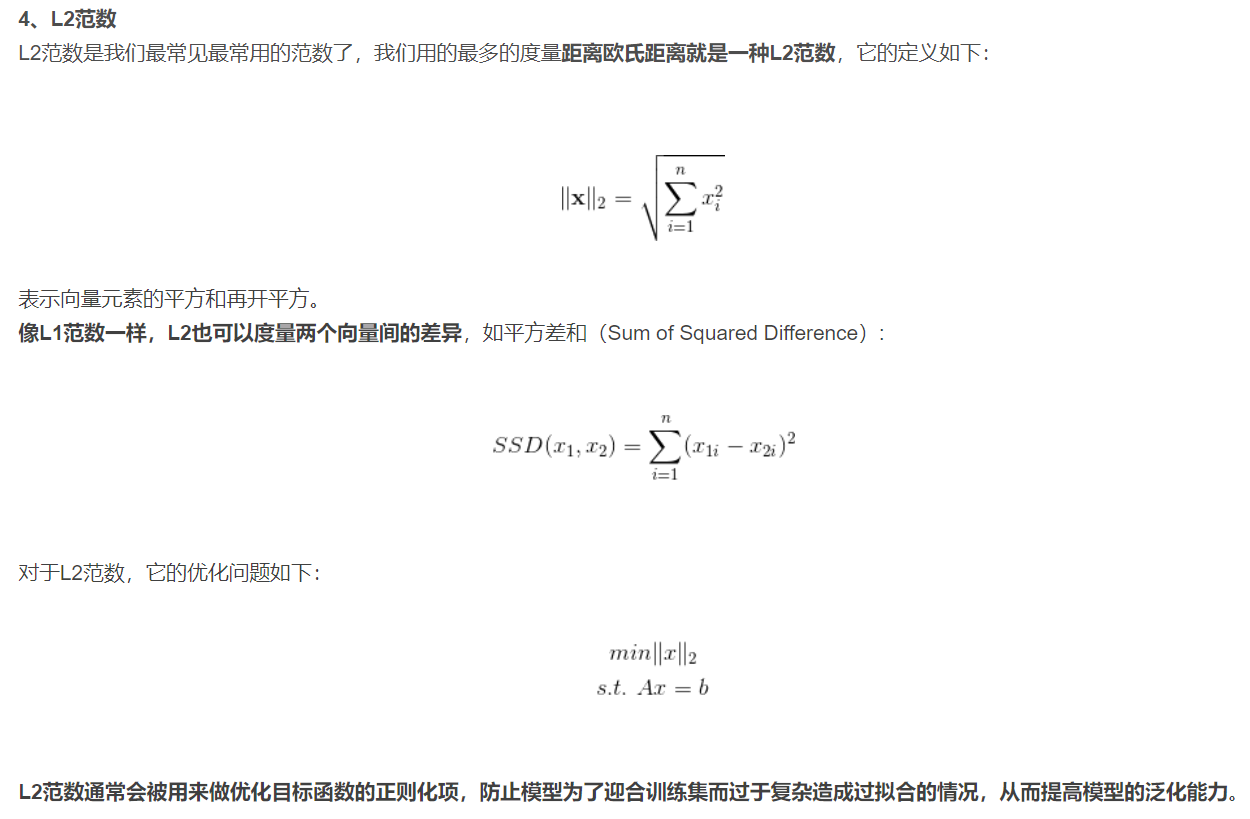 4、L2范数
L2范数是我们最常见最常用的范数了，我们用的最多的度量距离欧氏距离就是一种L2范数，它的定义如下：
$\|\mathbf{x}\|_2 = \sqrt{\sum_{i=1}^{n} x_i^2}$
表示向量元素的平方和再开平方。
像L1范数一样，L2也可以度量两个向量间的差异，如平方差和（Sum of Squared Difference）:
$SSD(x_1, x_2) = \sum_{i=1}^{n} (x_{1i} - x_{2i})^2$
对于L2范数，它的优化问题如下：
$min\|x\|_2$
$s.t. \ Ax = b$
L2范数通常会被用来做优化目标函数的正则化项，防止模型为了迎合训练集而过于复杂造成过拟合的情况，从而提高模型的泛化能力。